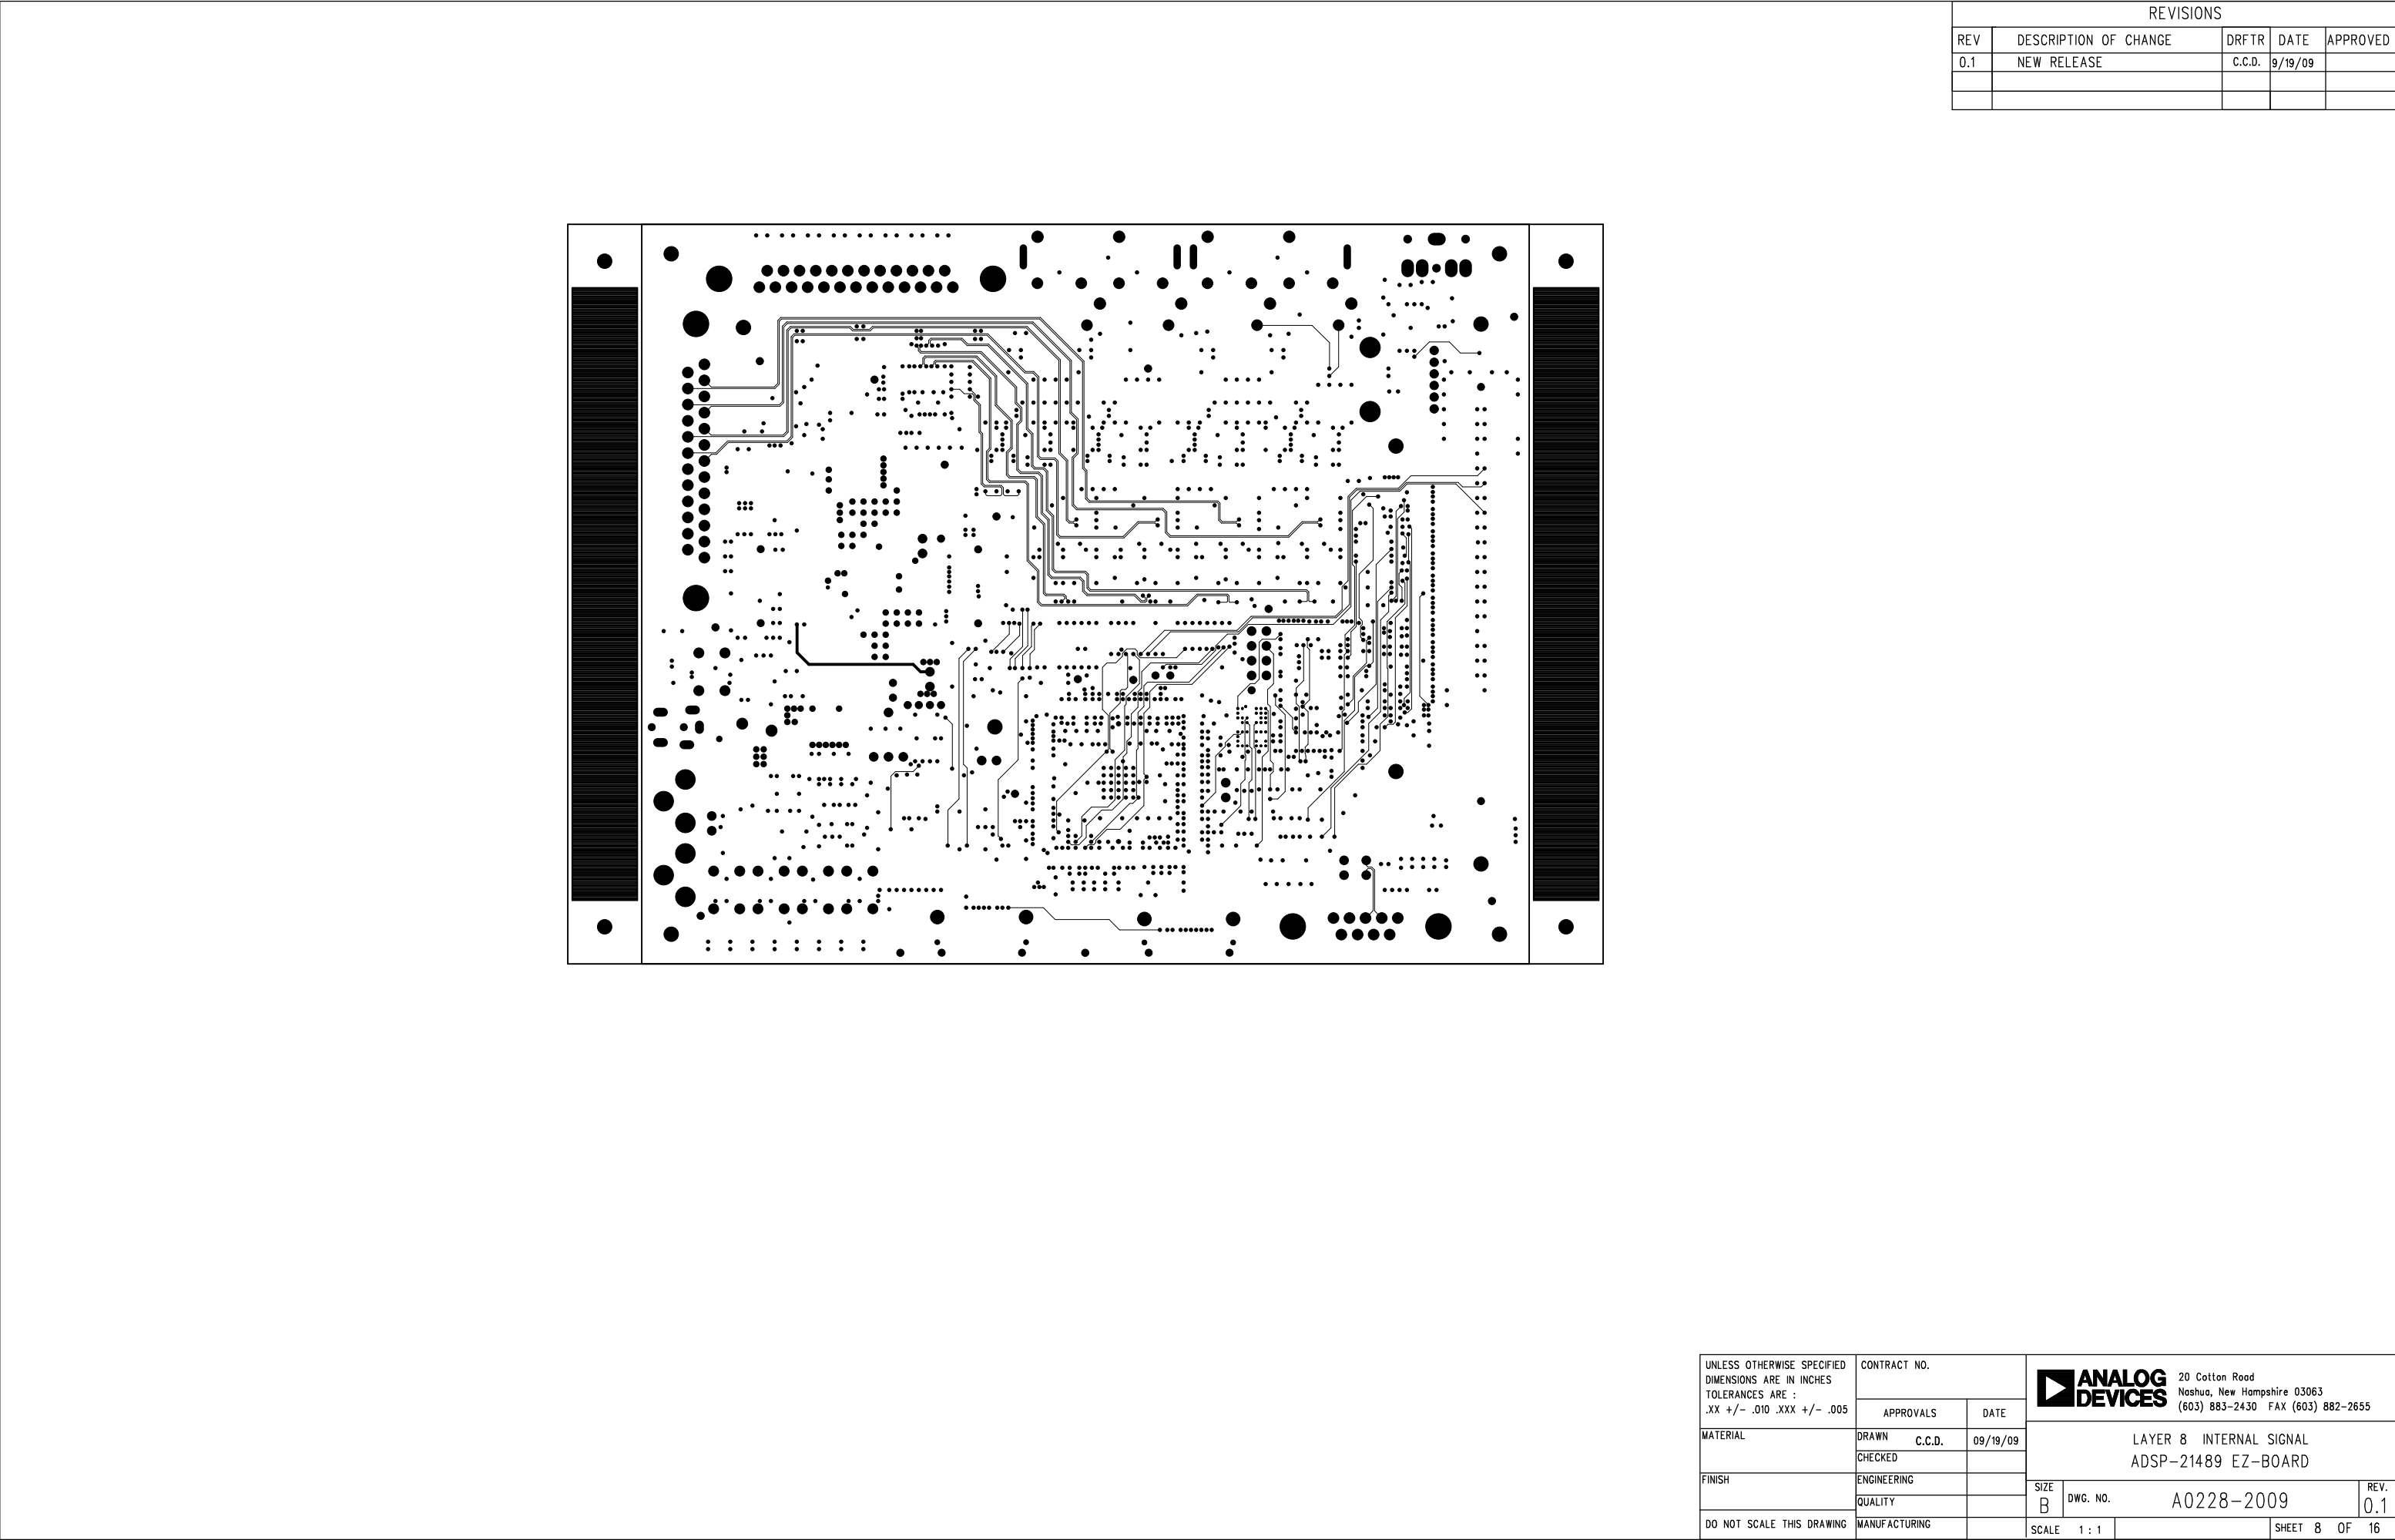 REVISIONS
REV DESCRIPTION OF CHANGE DRFTR DATE APPROVED
0.1 NEW RELEASE C.C.D. 9/19/09
UNLESS OTHERWISE SPECIFIED
DIMENSIONS ARE IN INCHES
TOLERANCES ARE :
.XX +/- .010 .XXX +/- .005
CONTRACT NO.
APPROVALS DATE
MATERIAL
DRAWN C.C.D. 09/19/09
CHECKED
FINISH
ENGINEERING
QUALITY
DO NOT SCALE THIS DRAWING
MANUFACTURING
ANALOG
DEVICES
20 Cotton Road
Nashua, New Hampshire 03063
(603) 883-2430 FAX (603) 882-2655
LAYER 8 INTERNAL SIGNAL
ADSP-21489 EZ-BOARD
SIZE
B
DWG. NO.
A0228-2009
REV.
0.1
SCALE 1 : 1
SHEET 8 OF 16